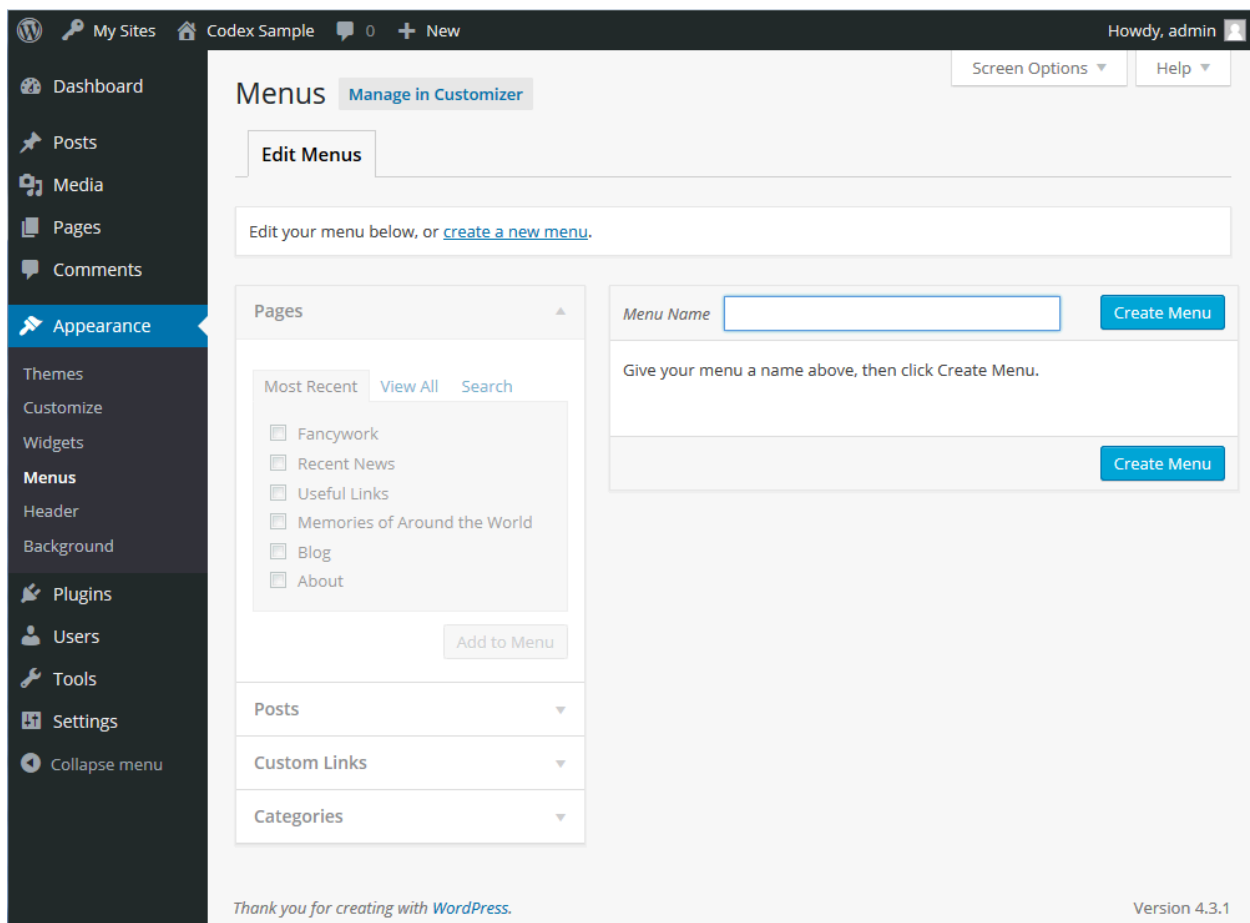 My Sites Codex Sample 0 New Howdy, admin
Screen Options Help
Dashboard
Posts
Media
Pages
Comments
Appearance
Themes
Customize
Widgets
Menus
Header
Background
Plugins
Users
Tools
Settings
Collapse menu
Menus Manage in Customizer
Edit Menus
Edit your menu below, or create a new menu.
Pages
Most Recent View All Search
Fancywork
Recent News
Useful Links
Memories of Around the World
Blog
About
Add to Menu
Posts
Custom Links
Categories
Menu Name Create Menu
Give your menu a name above, then click Create Menu.
Create Menu
Thank you for creating with WordPress. Version 4.3.1